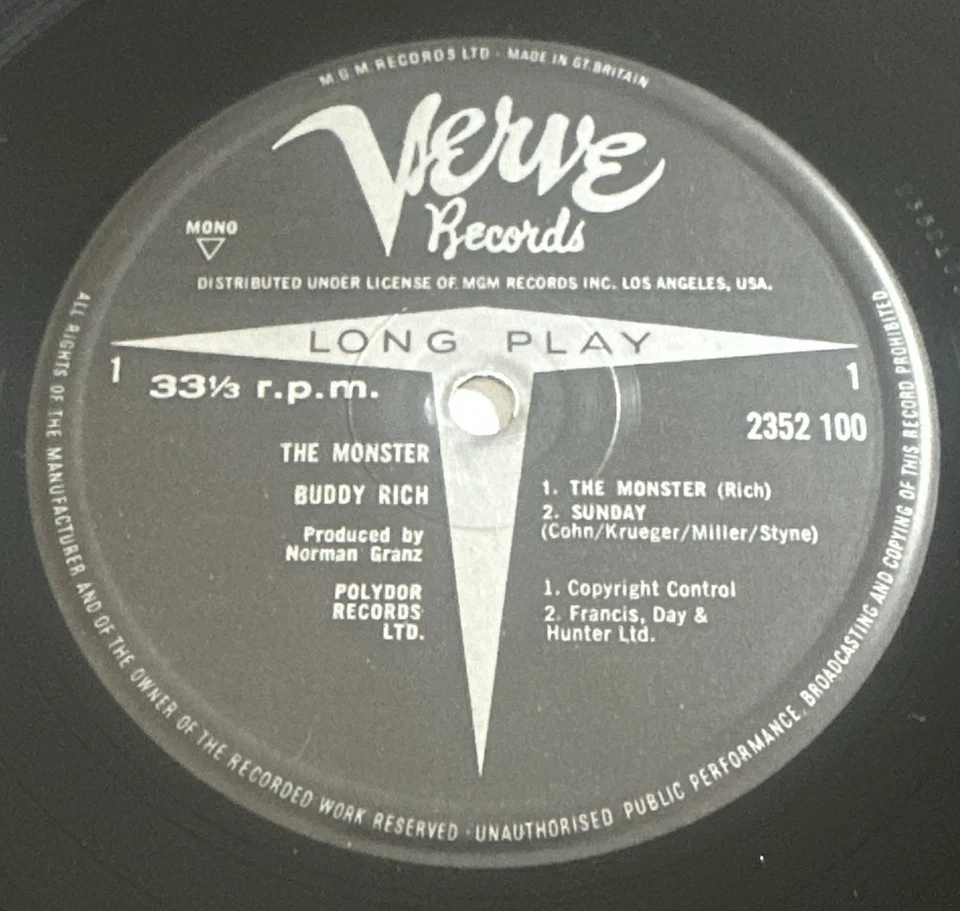 M.G.M. RECORDS LTD · MADE IN GT. BRITAIN
Verve
Records
MONO
DISTRIBUTED UNDER LICENSE OF MGM RECORDS INC. LOS ANGELES, USA.
LONG PLAY
1
33⅓ r.p.m.
1
2352 100
THE MONSTER
BUDDY RICH
Produced by
Norman Granz
POLYDOR
RECORDS
LTD.
1. THE MONSTER (Rich)
2. SUNDAY
(Cohn/Krueger/Miller/Styne)
1. Copyright Control
2. Francis, Day &
Hunter Ltd.
ALL RIGHTS OF THE MANUFACTURER AND OF THE OWNER OF THE RECORDED WORK RESERVED · UNAUTHORISED PUBLIC PERFORMANCE, BROADCASTING AND COPYING OF THIS RECORD PROHIBITED